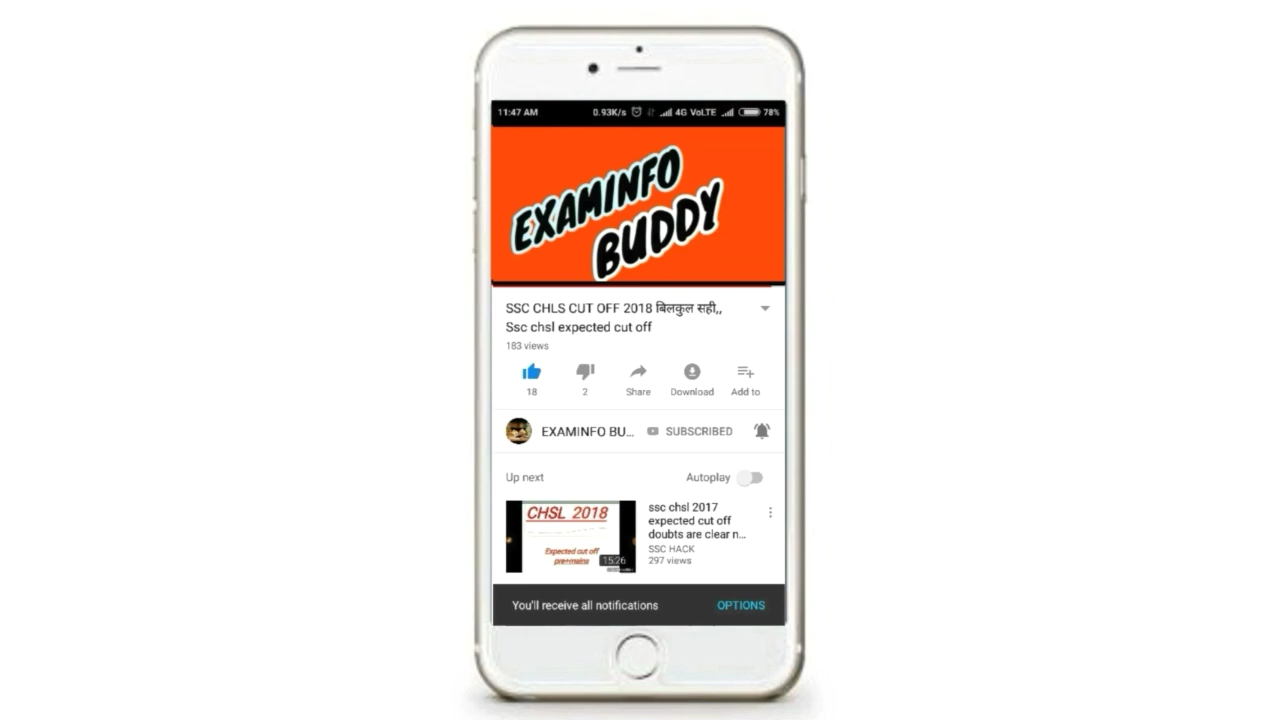 11:47 AM 0.93K/s 4G VoLTE 78%
EXAMINFO
BUDDY
SSC CHLS CUT OFF 2018 बिलकुल सही,,
Ssc chsl expected cut off
183 views
18 2 Share Download Add to
EXAMINFO BU... SUBSCRIBED
Up next Autoplay
CHSL 2018
Expected cut off
pre+mains
15:26
ssc chsl 2017
expected cut off
doubts are clear n...
SSC HACK
297 views
You'll receive all notifications OPTIONS